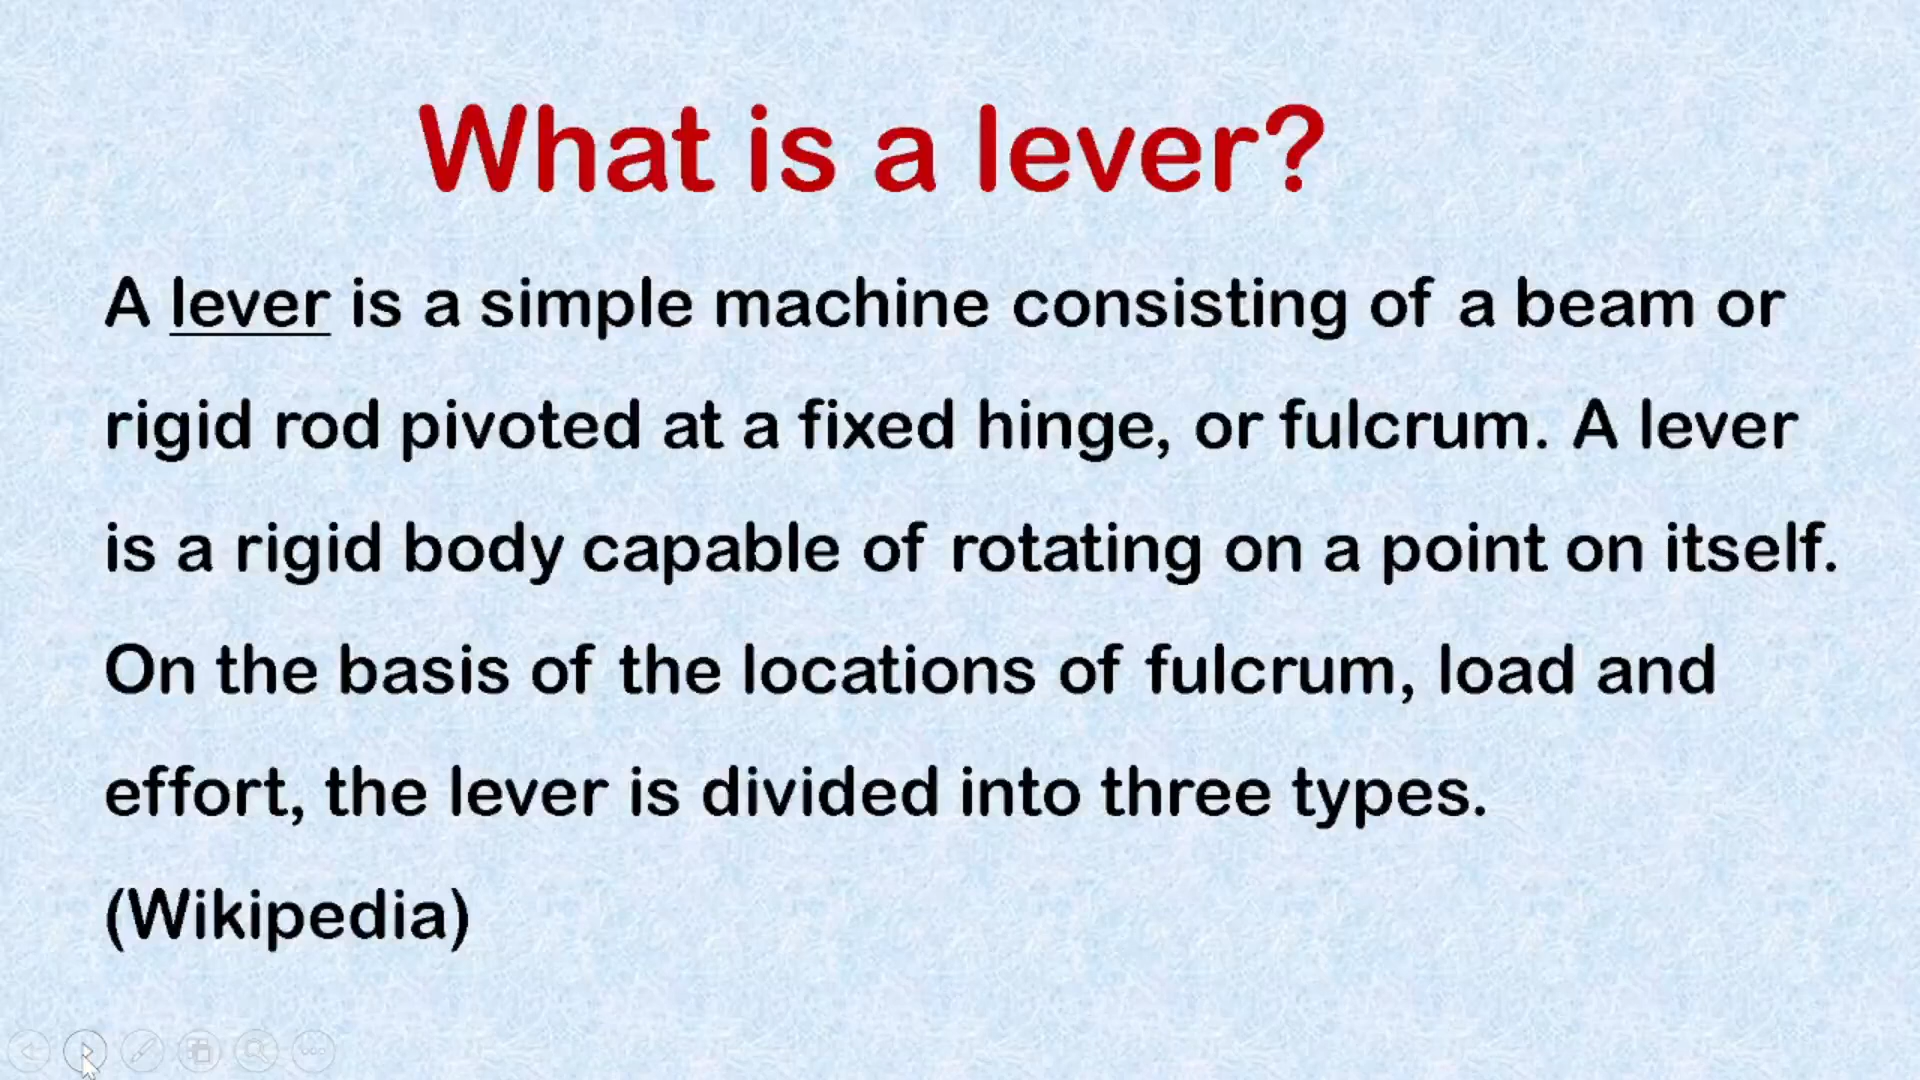 What is a lever?
A lever is a simple machine consisting of a beam or
rigid rod pivoted at a fixed hinge, or fulcrum. A lever
is a rigid body capable of rotating on a point on itself.
On the basis of the locations of fulcrum, load and
effort, the lever is divided into three types.
(Wikipedia)